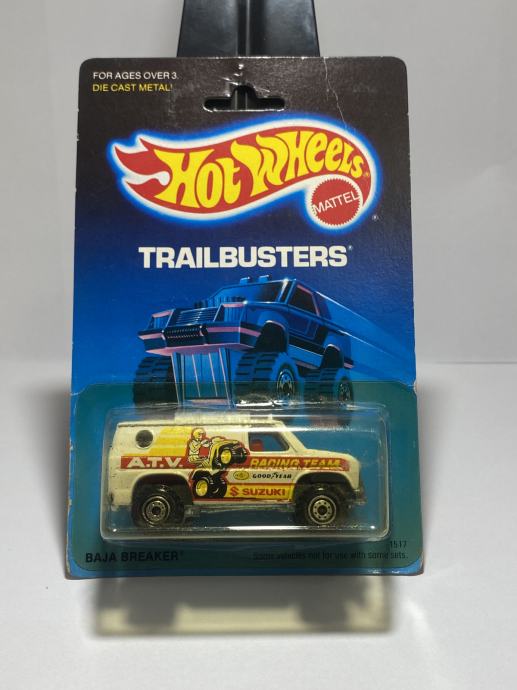 FOR AGES OVER 3.
DIE CAST METAL!
HOT WHEELS®
MATTEL
®
TRAILBUSTERS®
A.T.V. RACING TEAM
GOODYEAR
SUZUKI
1517
BAJA BREAKER®
Some vehicles not for use with some sets.